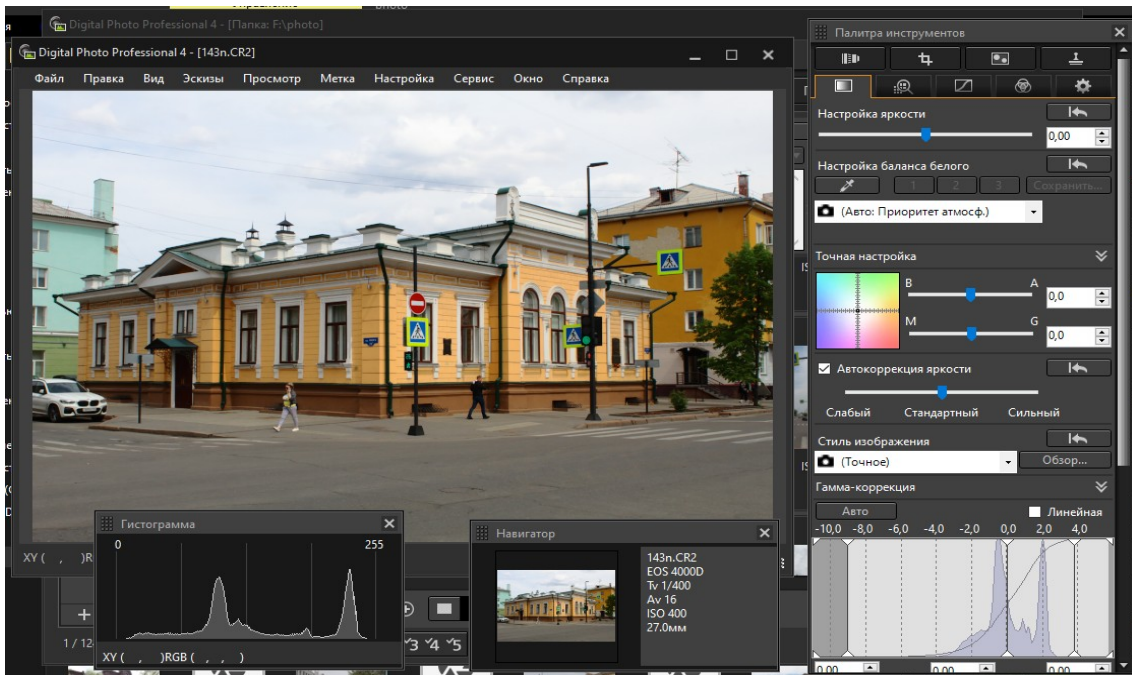 Управление
photo
Digital Photo Professional 4 - [Папка: F:\photo]
Digital Photo Professional 4 - [143n.CR2]
Файл Правка Вид Эскизы Просмотр Метка Настройка Сервис Окно Справка
Палитра инструментов
Настройка яркости
0,00
Настройка баланса белого
1 2 3 Сохранить...
(Авто: Приоритет атмосф.)
Точная настройка
B A
0,0
M G
0,0
Автокоррекция яркости
Слабый Стандартный Сильный
Стиль изображения
(Точное) Обзор...
Гамма-коррекция
Авто Линейная
-10,0 -8,0 -6,0 -4,0 -2,0 0,0 2,0 4,0
0,00 0,00 0,00
Гистограмма
0 255
XY ( , )RGB ( , , )
Навигатор
143n.CR2
EOS 4000D
Tv 1/400
Av 16
ISO 400
27.0мм
XY ( , )R
1 / 12
3 4 5